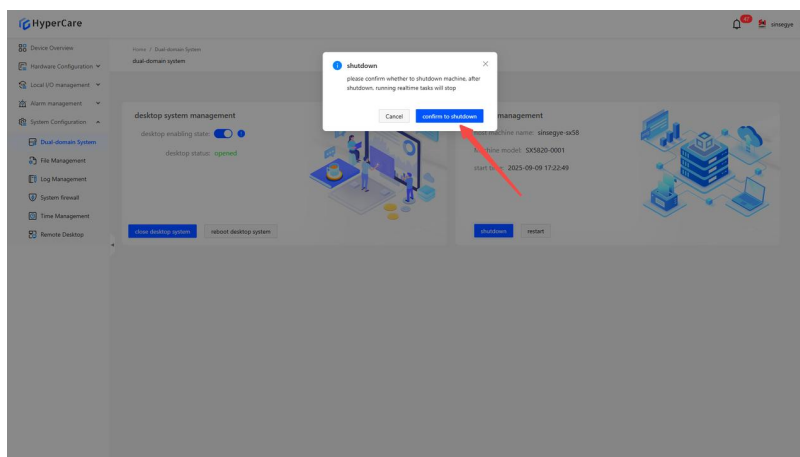 HyperCare
47
sinsegye
Device Overview
Hardware Configuration
Local I/O management
Alarm management
System Configuration
Dual-domain System
File Management
Log Management
System firewall
Time Management
Remote Desktop
Home / Dual-domain System
dual-domain system
shutdown
please confirm whether to shutdown machine, after
shutdown, running realtime tasks will stop
Cancel
confirm to shutdown
desktop system management
desktop enabling state:
desktop status: opened
close desktop system
reboot desktop system
management
machine name: sinsegye-sx58
Machine model: SX5820-0001
start time: 2025-09-09 17:22:49
shutdown
restart